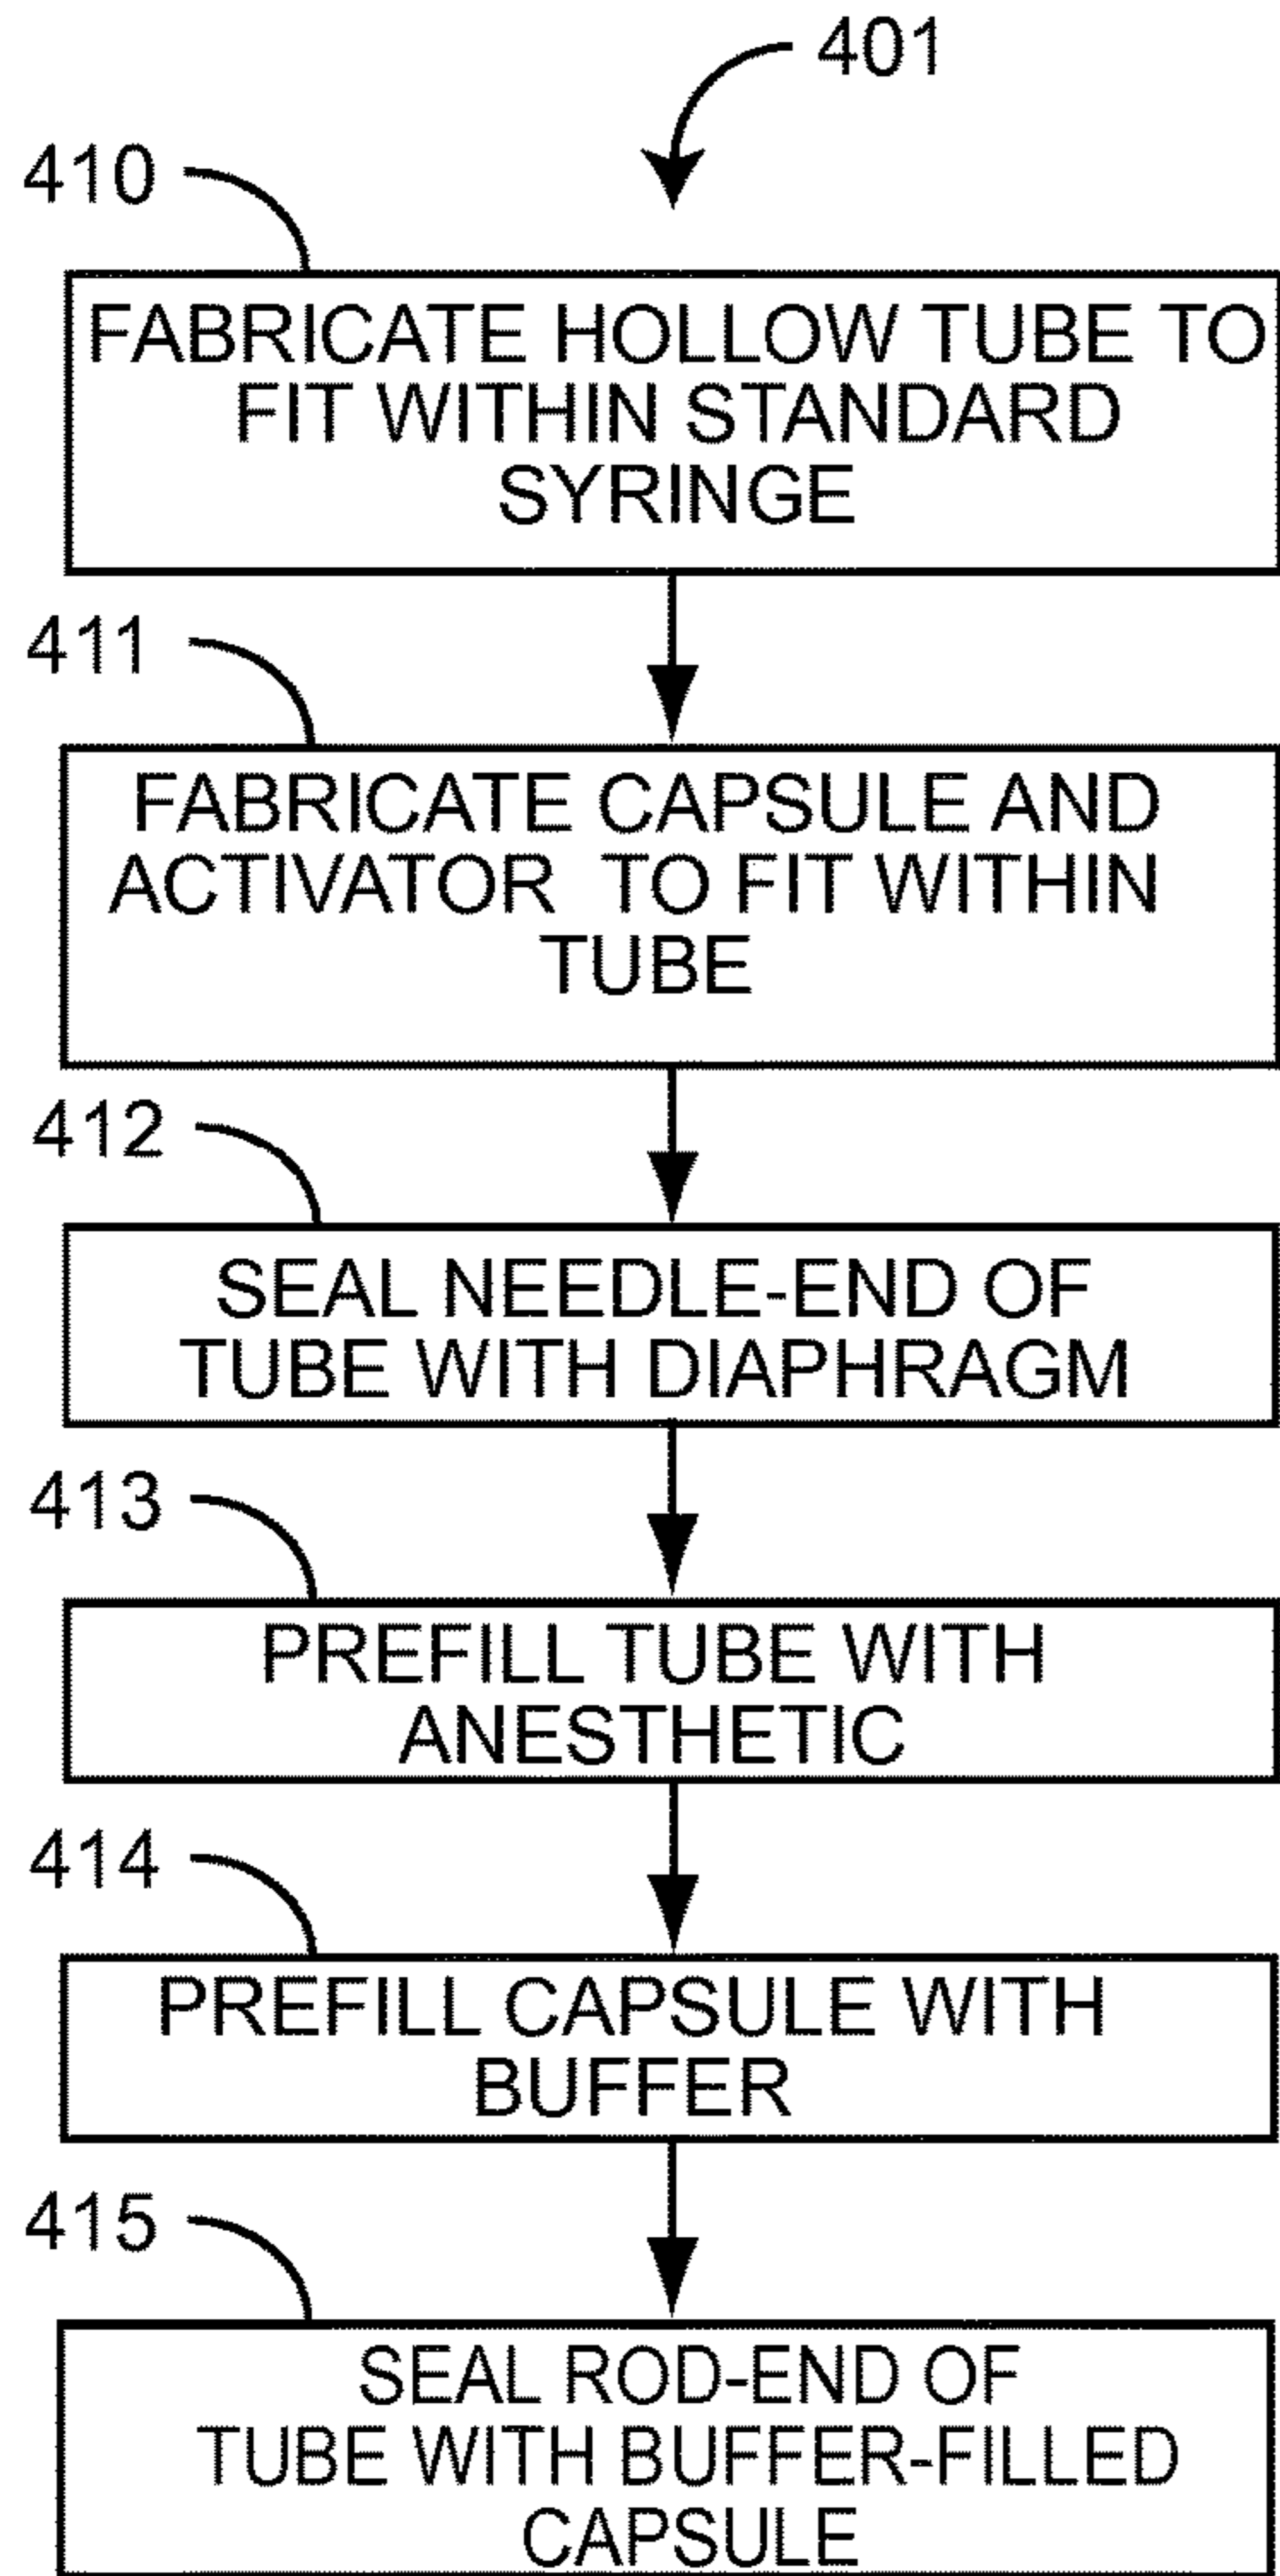 401
410
FABRICATE HOLLOW TUBE TO
FIT WITHIN STANDARD
SYRINGE
411
FABRICATE CAPSULE AND
ACTIVATOR TO FIT WITHIN
TUBE
412
SEAL NEEDLE-END OF
TUBE WITH DIAPHRAGM
413
PREFILL TUBE WITH
ANESTHETIC
414
PREFILL CAPSULE WITH
BUFFER
415
SEAL ROD-END OF
TUBE WITH BUFFER-FILLED
CAPSULE